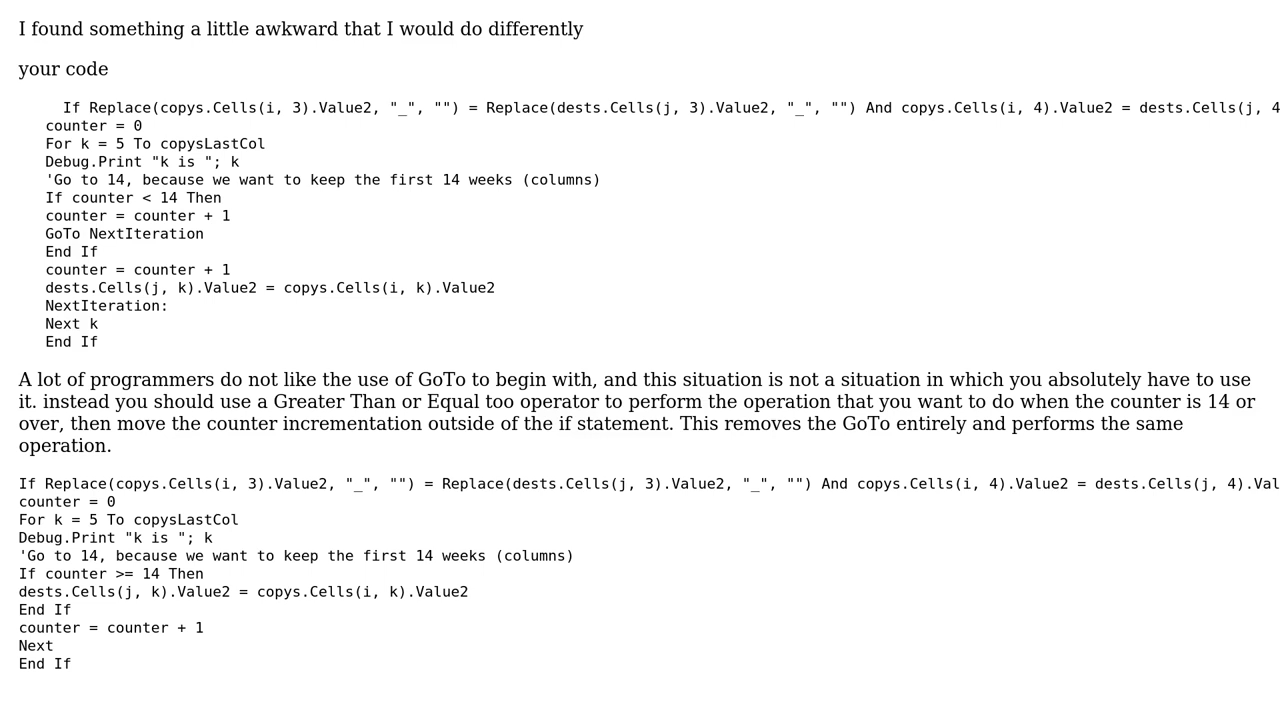 I found something a little awkward that I would do differently
your code
If Replace(copys.Cells(i, 3).Value2, "_", "") = Replace(dests.Cells(j, 3).Value2, "_", "") And copys.Cells(i, 4).Value2 = dests.Cells(j, 4
counter = 0
For k = 5 To copysLastCol
Debug.Print "k is "; k
'Go to 14, because we want to keep the first 14 weeks (columns)
If counter < 14 Then
counter = counter + 1
GoTo NextIteration
End If
counter = counter + 1
dests.Cells(j, k).Value2 = copys.Cells(i, k).Value2
NextIteration:
Next k
End If
A lot of programmers do not like the use of GoTo to begin with, and this situation is not a situation in which you absolutely have to use
it. instead you should use a Greater Than or Equal too operator to perform the operation that you want to do when the counter is 14 or
over, then move the counter incrementation outside of the if statement. This removes the GoTo entirely and performs the same
operation.
If Replace(copys.Cells(i, 3).Value2, "_", "") = Replace(dests.Cells(j, 3).Value2, "_", "") And copys.Cells(i, 4).Value2 = dests.Cells(j, 4).Val
counter = 0
For k = 5 To copysLastCol
Debug.Print "k is "; k
'Go to 14, because we want to keep the first 14 weeks (columns)
If counter >= 14 Then
dests.Cells(j, k).Value2 = copys.Cells(i, k).Value2
End If
counter = counter + 1
Next
End If